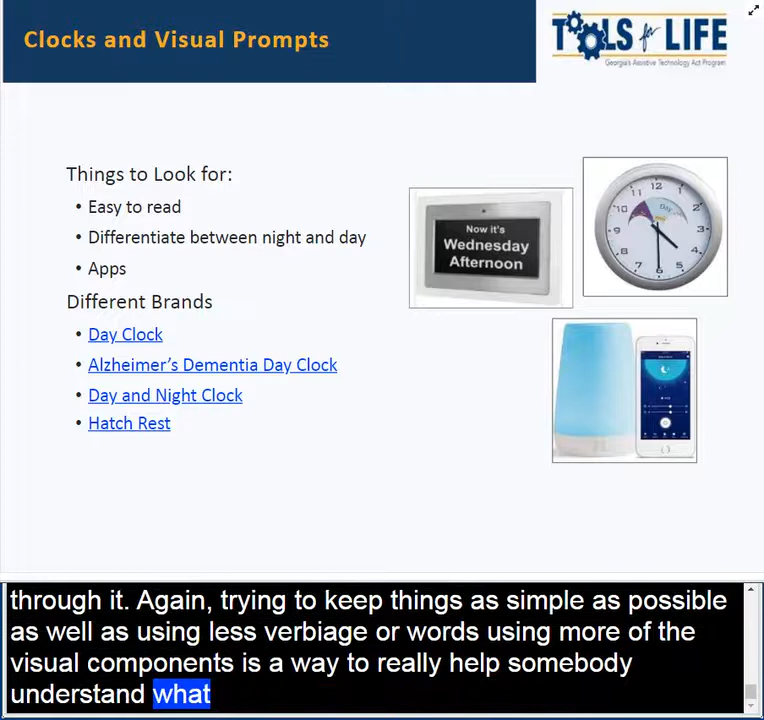 Clocks and Visual Prompts
TOOLS for LIFE
Georgia's Assistive Technology Act Program
Things to Look for:
• Easy to read
• Differentiate between night and day
• Apps
Different Brands
• Day Clock
• Alzheimer's Dementia Day Clock
• Day and Night Clock
• Hatch Rest
Now it's
Wednesday
Afternoon
12
1
2
3
4
5
6
7
8
9
10
11
Day
through it. Again, trying to keep things as simple as possible
as well as using less verbiage or words using more of the
visual components is a way to really help somebody
understand what